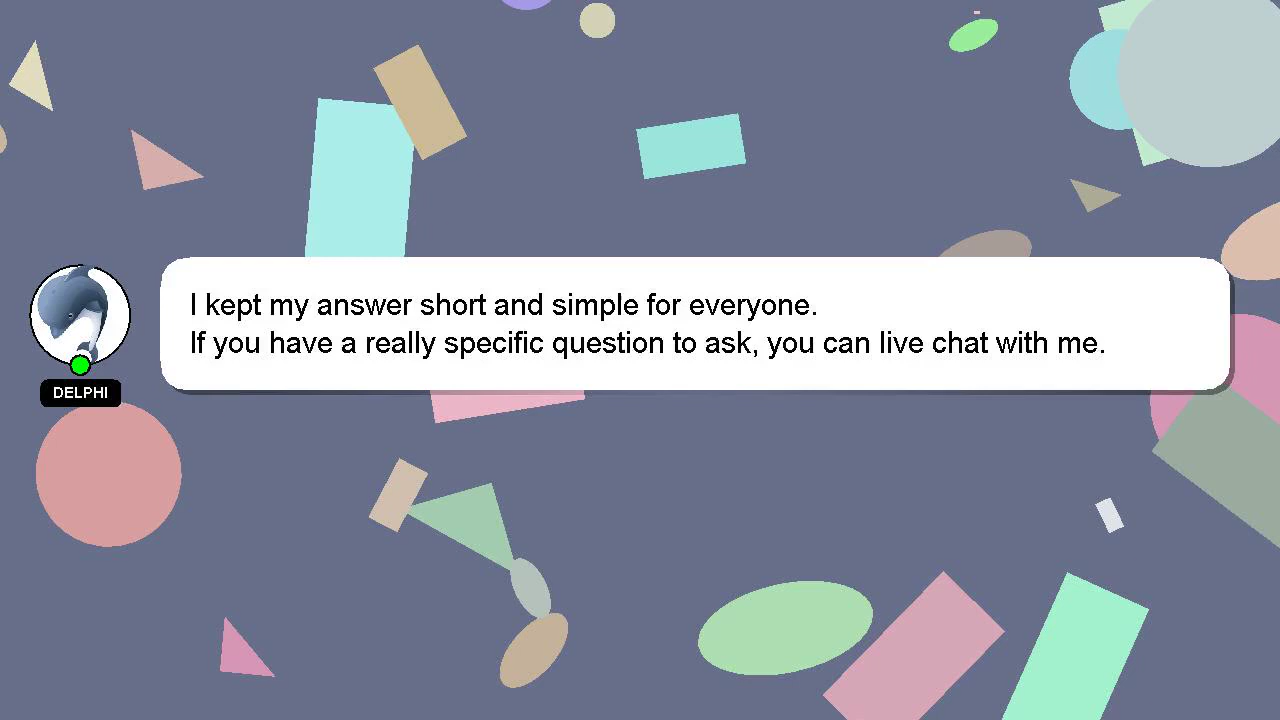 I kept my answer short and simple for everyone.
If you have a really specific question to ask, you can live chat with me.
DELPHI